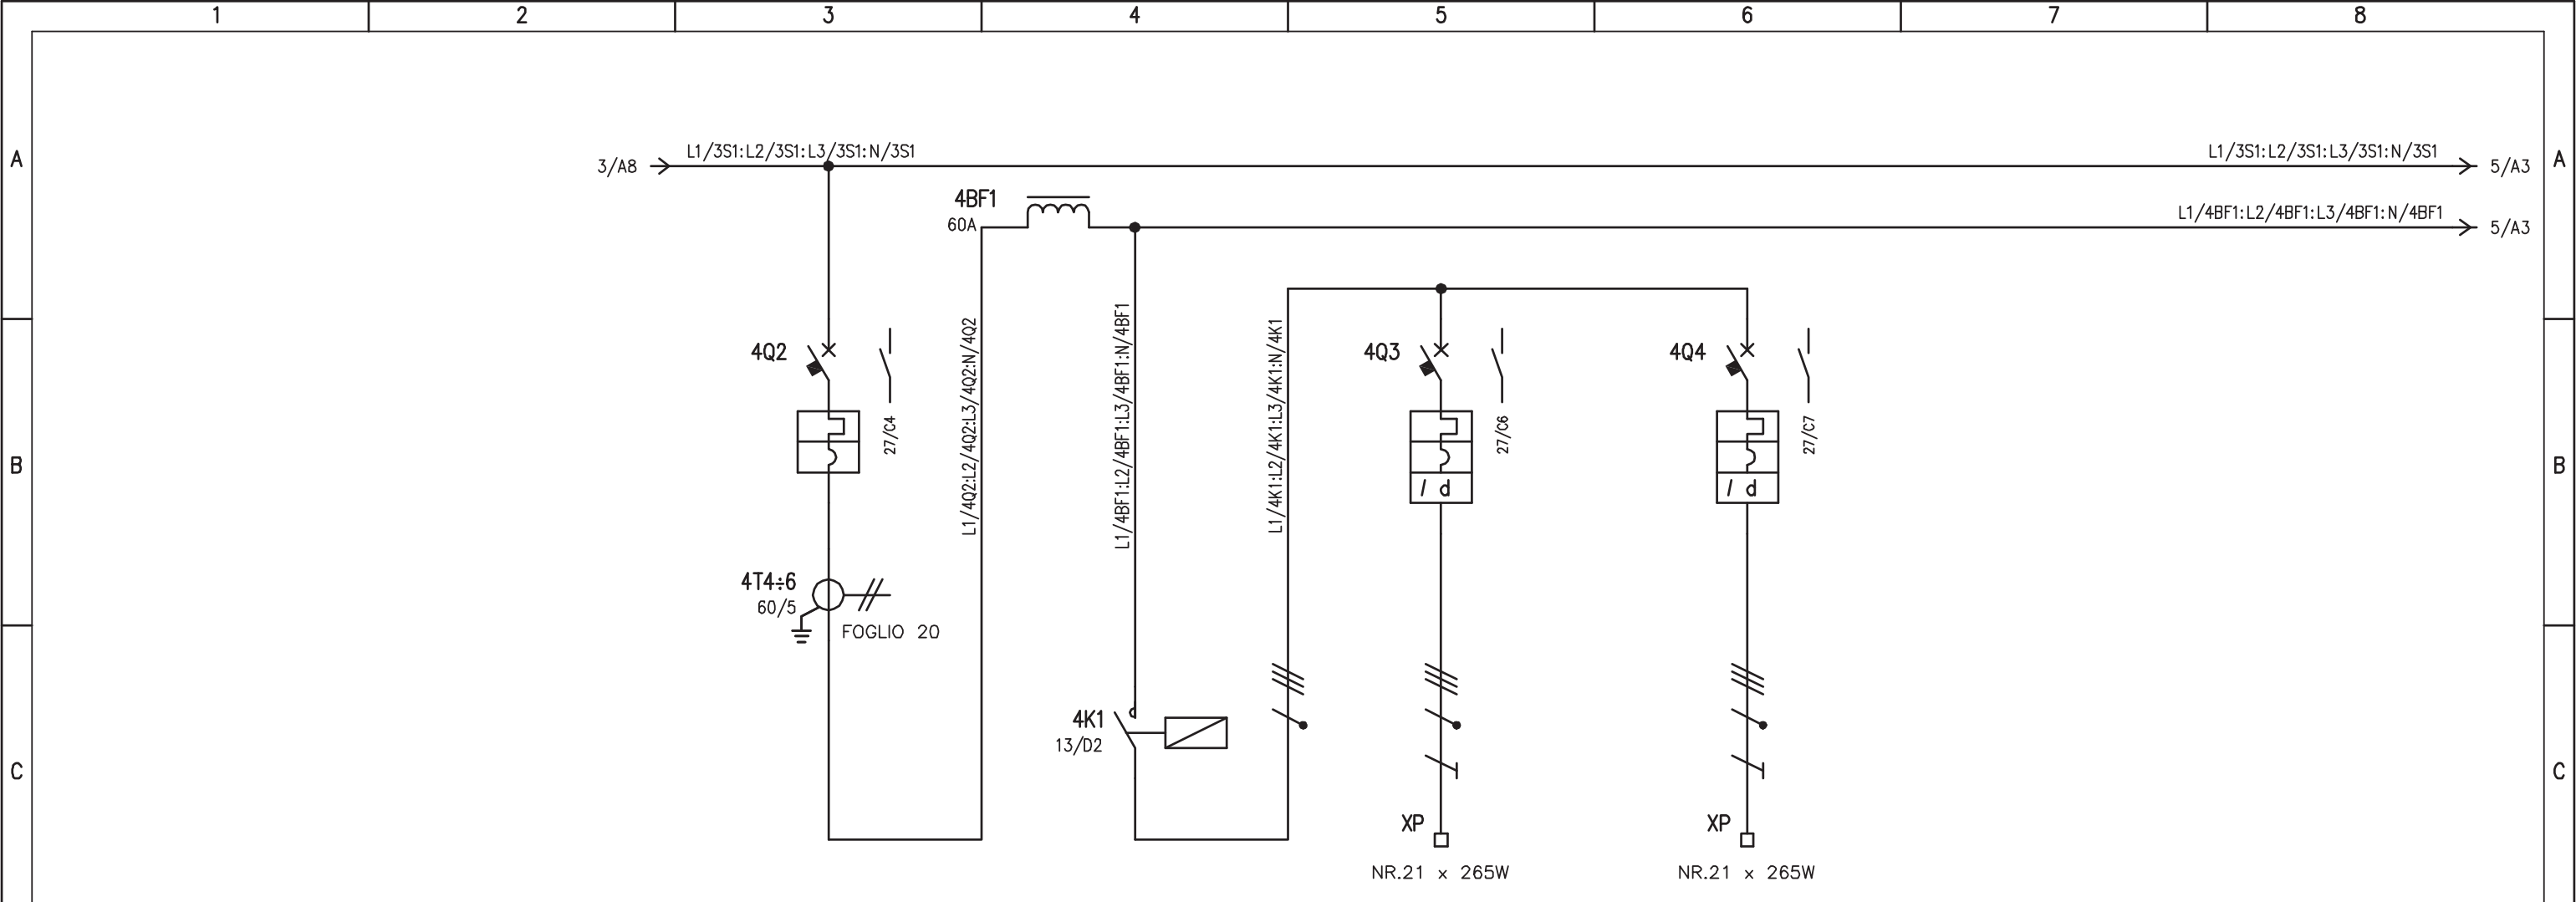 1 2 3 4 5 6 7 8
A A
L1/3S1:L2/3S1:L3/3S1:N/3S1
L1/3S1:L2/3S1:L3/3S1:N/3S1
3/A8
5/A3
4BF1
60A
L1/4BF1:L2/4BF1:L3/4BF1:N/4BF1
5/A3
4Q2
27/C4
L1/4Q2:L2/4Q2:L3/4Q2:N/4Q2
L1/4BF1:L2/4BF1:L3/4BF1:N/4BF1
L1/4K1:L2/4K1:L3/4K1:N/4K1
4Q3
27/C6
4Q4
27/C7
B B
I d
I d
4T4÷6
60/5
FOGLIO 20
4K1
13/D2
C C
XP
XP
NR.21 x 265W
NR.21 x 265W